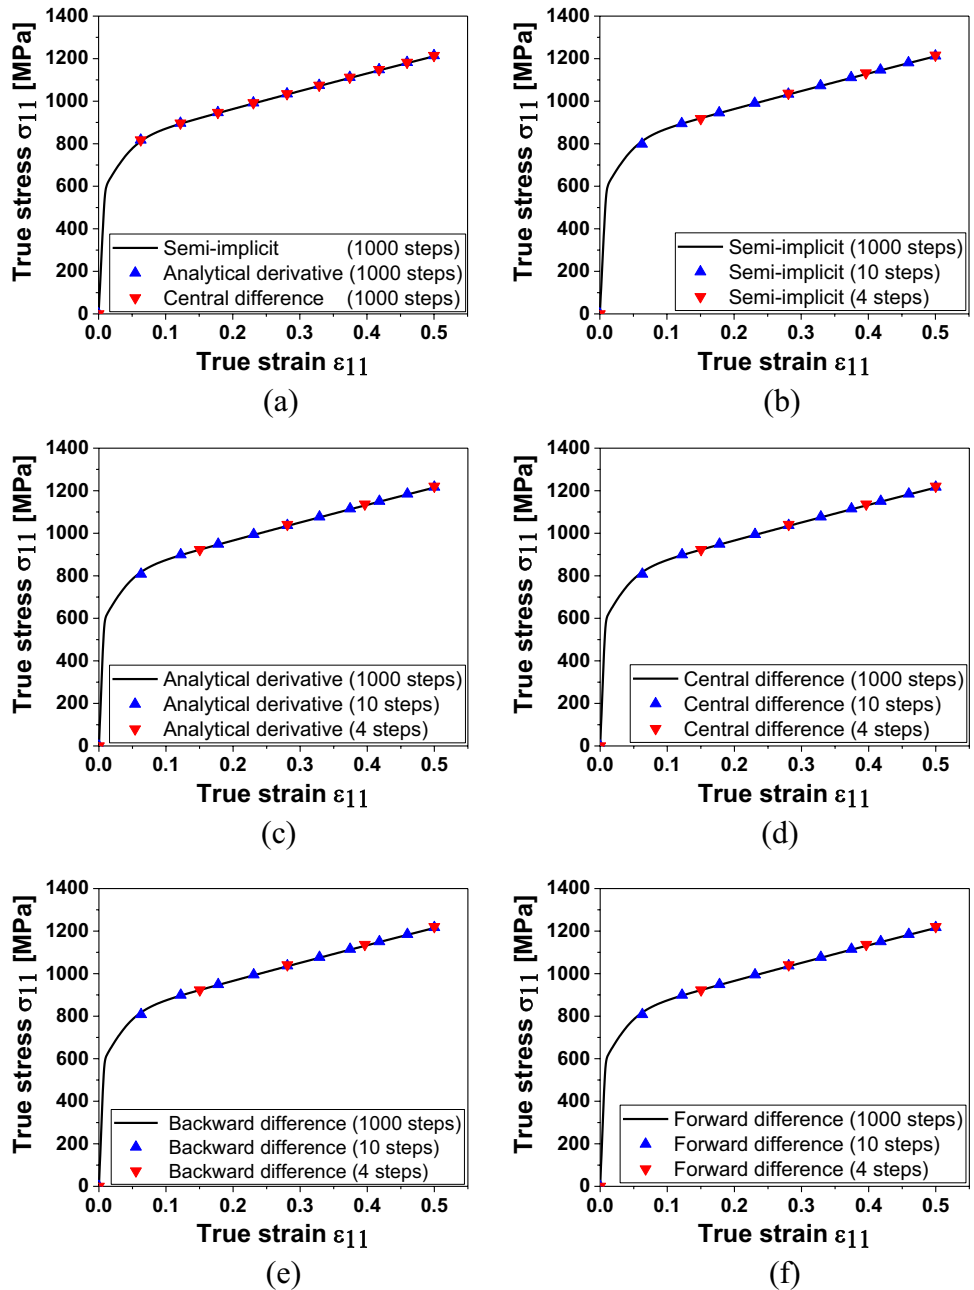 True stress σ11 [MPa]
1400
1200
1000
800
600
400
200
0
Semi-implicit (1000 steps)
Analytical derivative (1000 steps)
Central difference (1000 steps)
0.0 0.1 0.2 0.3 0.4 0.5
True strain ε11
(a)
True stress σ11 [MPa]
1400
1200
1000
800
600
400
200
0
Semi-implicit (1000 steps)
Semi-implicit (10 steps)
Semi-implicit (4 steps)
0.0 0.1 0.2 0.3 0.4 0.5
True strain ε11
(b)
True stress σ11 [MPa]
1400
1200
1000
800
600
400
200
0
Analytical derivative (1000 steps)
Analytical derivative (10 steps)
Analytical derivative (4 steps)
0.0 0.1 0.2 0.3 0.4 0.5
True strain ε11
(c)
True stress σ11 [MPa]
1400
1200
1000
800
600
400
200
0
Central difference (1000 steps)
Central difference (10 steps)
Central difference (4 steps)
0.0 0.1 0.2 0.3 0.4 0.5
True strain ε11
(d)
True stress σ11 [MPa]
1400
1200
1000
800
600
400
200
0
Backward difference (1000 steps)
Backward difference (10 steps)
Backward difference (4 steps)
0.0 0.1 0.2 0.3 0.4 0.5
True strain ε11
(e)
True stress σ11 [MPa]
1400
1200
1000
800
600
400
200
0
Forward difference (1000 steps)
Forward difference (10 steps)
Forward difference (4 steps)
0.0 0.1 0.2 0.3 0.4 0.5
True strain ε11
(f)